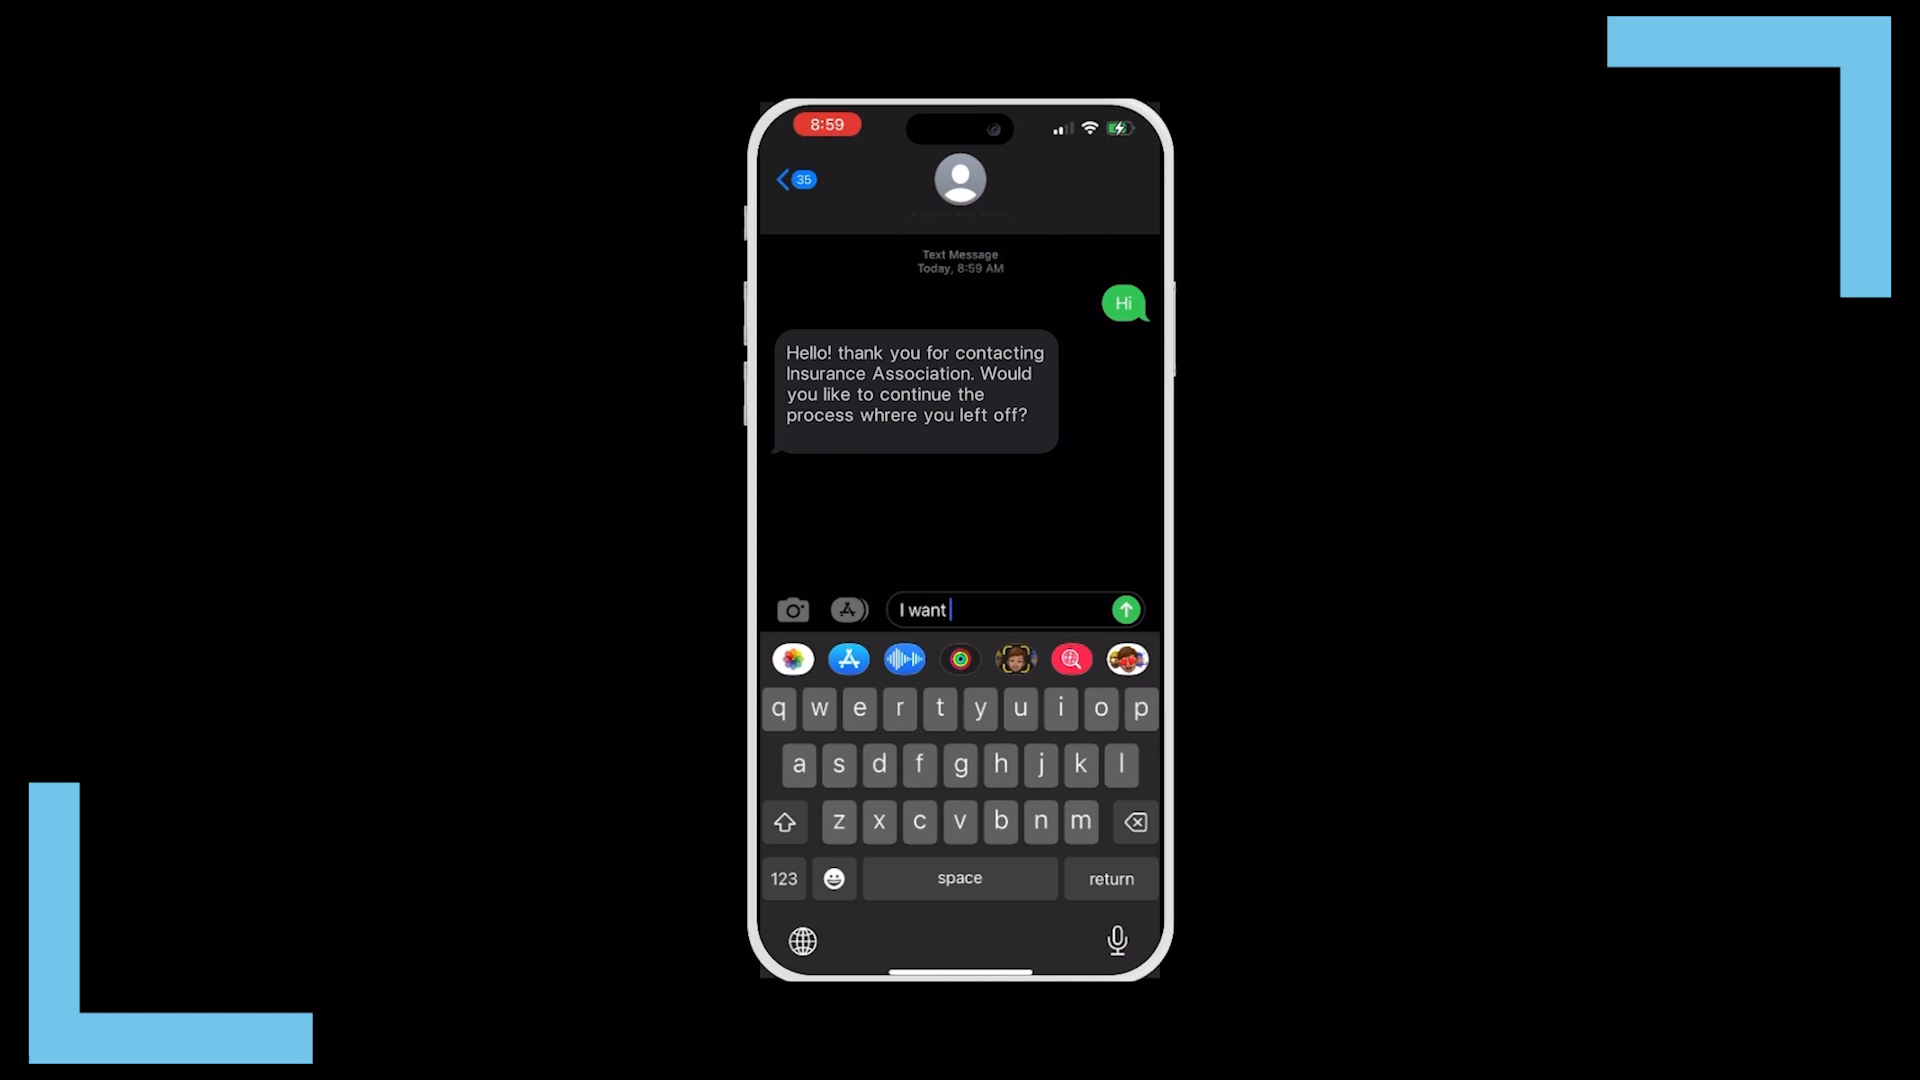 8:59
35
Text Message
Today, 8:59 AM
Hi
Hello! thank you for contacting
Insurance Association. Would
you like to continue the
process whrere you left off?
I want
q w e r t y u i o p
a s d f g h j k l
z x c v b n m
123 space return